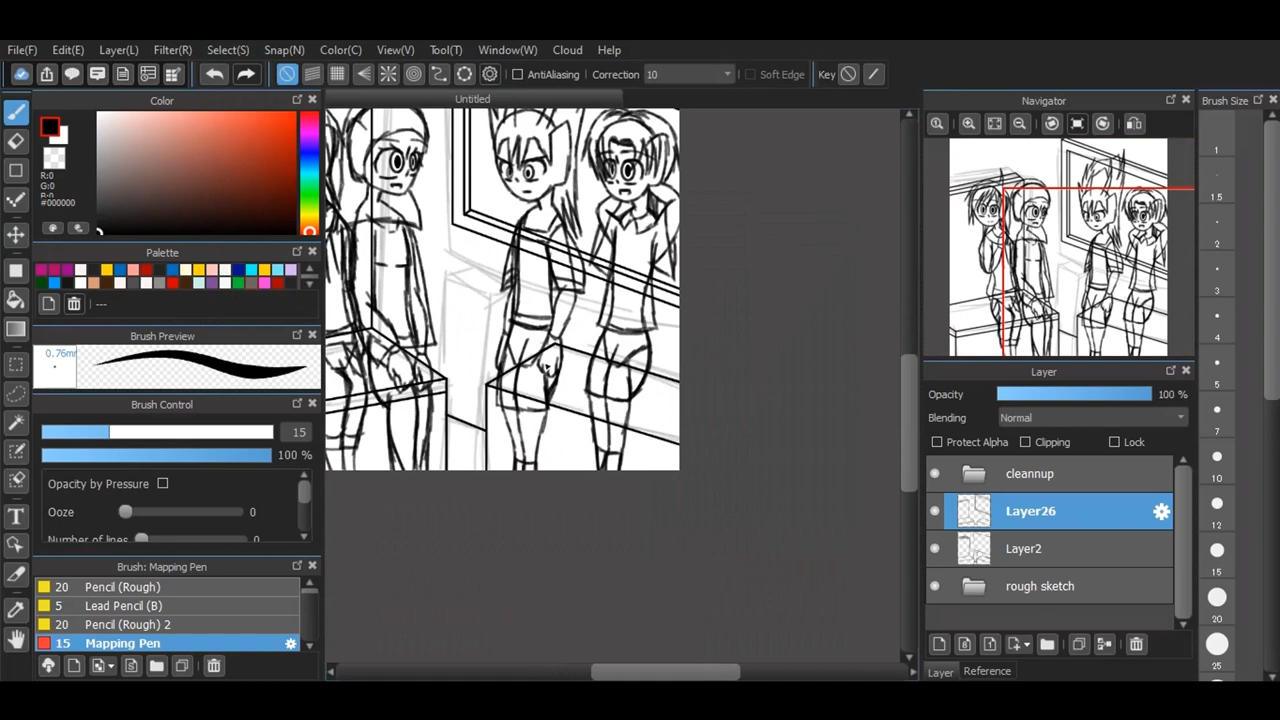 File(F) Edit(E) Layer(L) Filter(R) Select(S) Snap(N) Color(C) View(V) Tool(T) Window(W) Cloud Help
AntiAliasing Correction 10 Soft Edge Key
Color
Untitled
Navigator
Brush Size
R:0
G:0
B:0
#000000
Palette
---
Brush Preview
0.76m
Brush Control
15
100 %
Opacity by Pressure
Ooze 0
Number of lines 0
Brush: Mapping Pen
20 Pencil (Rough)
5 Lead Pencil (B)
20 Pencil (Rough) 2
15 Mapping Pen
Layer
Opacity 100 %
Blending Normal
Protect Alpha Clipping Lock
cleannup
Layer26
Layer2
rough sketch
Layer Reference
1
1.5
2
3
5
7
10
12
15
20
25